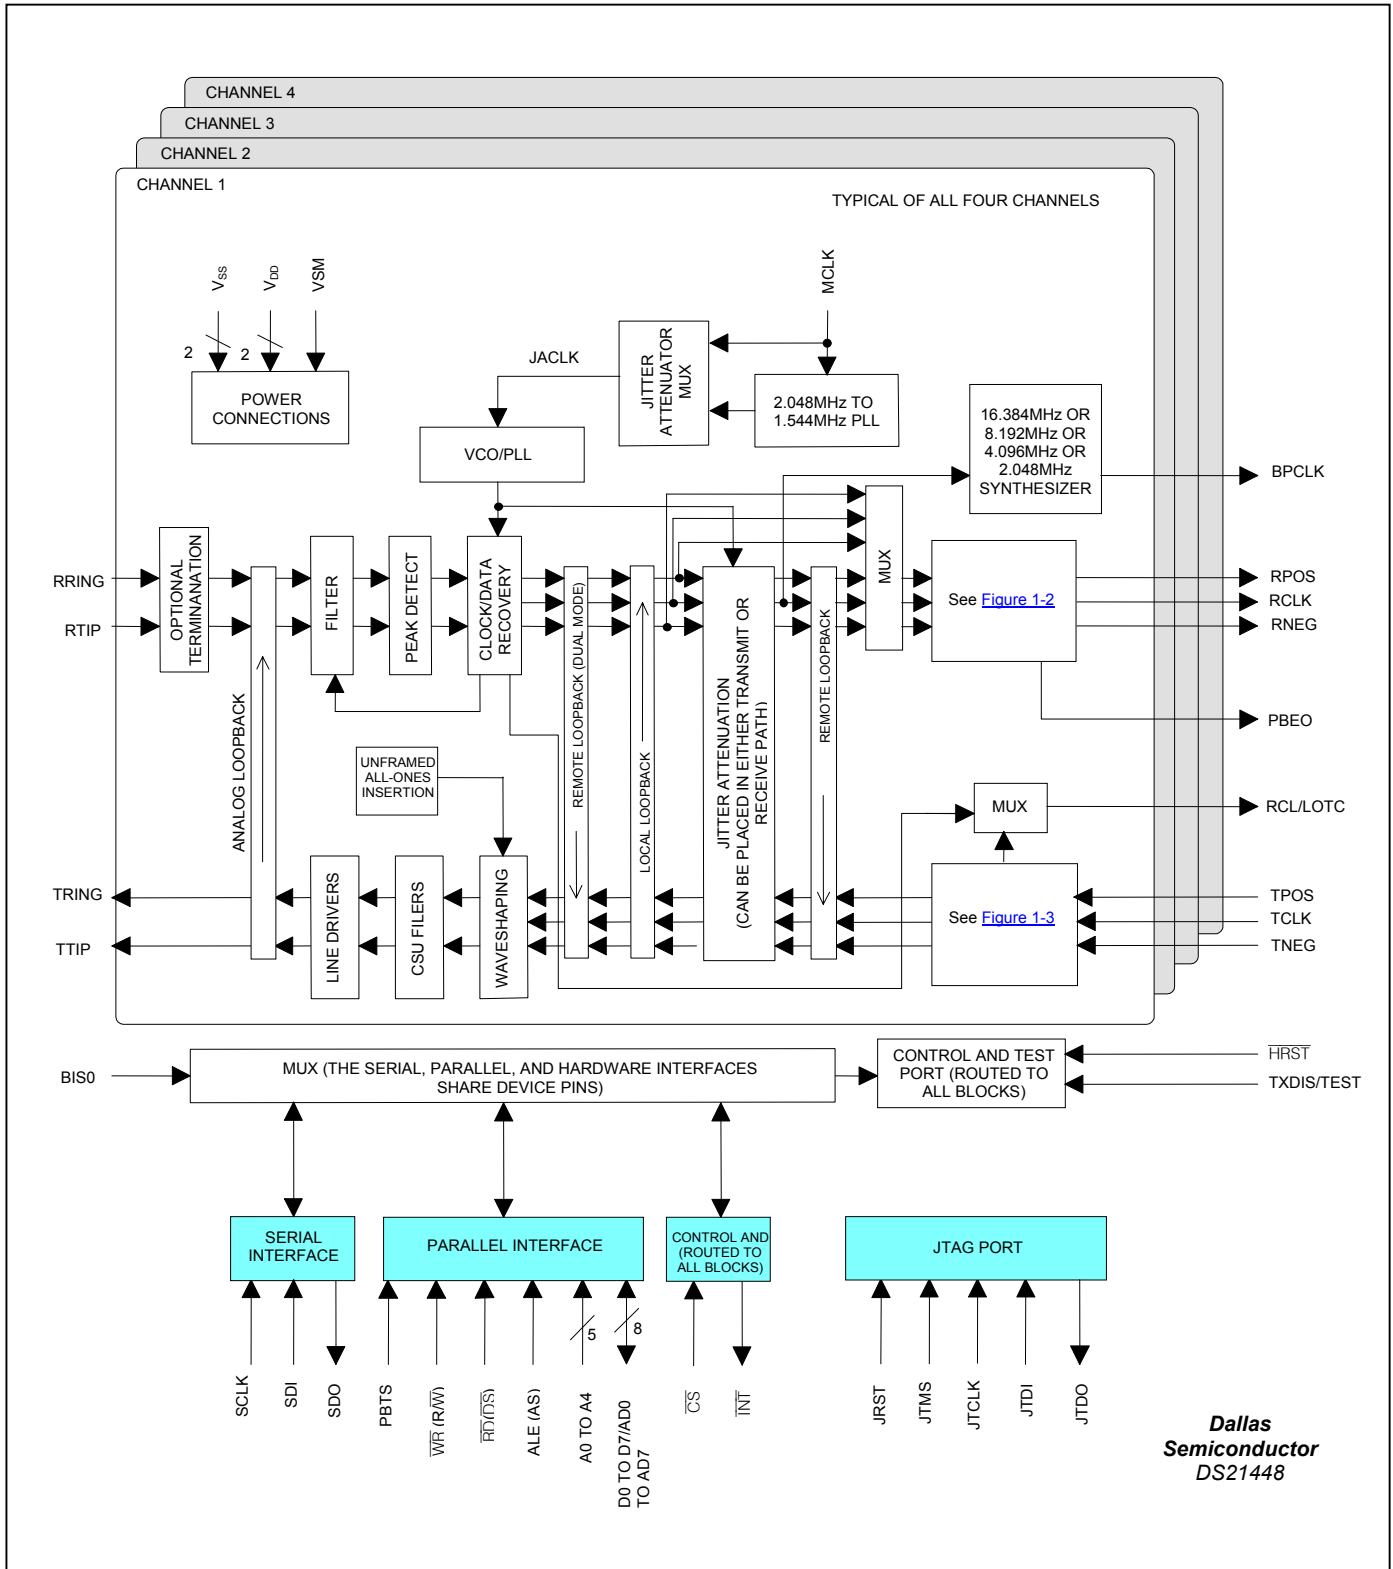 CHANNEL 4
CHANNEL 3
CHANNEL 2
CHANNEL 1
TYPICAL OF ALL FOUR CHANNELS
VSS
VDD
VSM
MCLK
2
2
POWER
CONNECTIONS
JACLK
JITTER
ATTENUATOR
MUX
2.048MHz TO
1.544MHz PLL
16.384MHz OR
8.192MHz OR
4.096MHz OR
2.048MHz
SYNTHESIZER
BPCLK
VCO/PLL
RRING
RTIP
OPTIONAL
TERMINANATION
ANALOG LOOPBACK
FILTER
PEAK DETECT
CLOCK/DATA
RECOVERY
REMOTE LOOPBACK (DUAL MODE)
LOCAL LOOPBACK
JITTER ATTENUATION
(CAN BE PLACED IN EITHER TRANSMIT OR
RECEIVE PATH)
REMOTE LOOPBACK
MUX
See Figure 1-2
RPOS
RCLK
RNEG
PBEO
UNFRAMED
ALL-ONES
INSERTION
MUX
RCL/LOTC
TRING
TTIP
LINE DRIVERS
CSU FILERS
WAVESHAPING
See Figure 1-3
TPOS
TCLK
TNEG
BIS0
MUX (THE SERIAL, PARALLEL, AND HARDWARE INTERFACES
SHARE DEVICE PINS)
CONTROL AND TEST
PORT (ROUTED TO
ALL BLOCKS)
HRST
TXDIS/TEST
SERIAL
INTERFACE
PARALLEL INTERFACE
CONTROL AND
(ROUTED TO
ALL BLOCKS)
JTAG PORT
5
8
SCLK
SDI
SDO
PBTS
WR (R/W)
RD(DS)
ALE (AS)
A0 TO A4
D0 TO D7/AD0
TO AD7
CS
INT
JRST
JTMS
JTCLK
JTDI
JTDO
Dallas
Semiconductor
DS21448